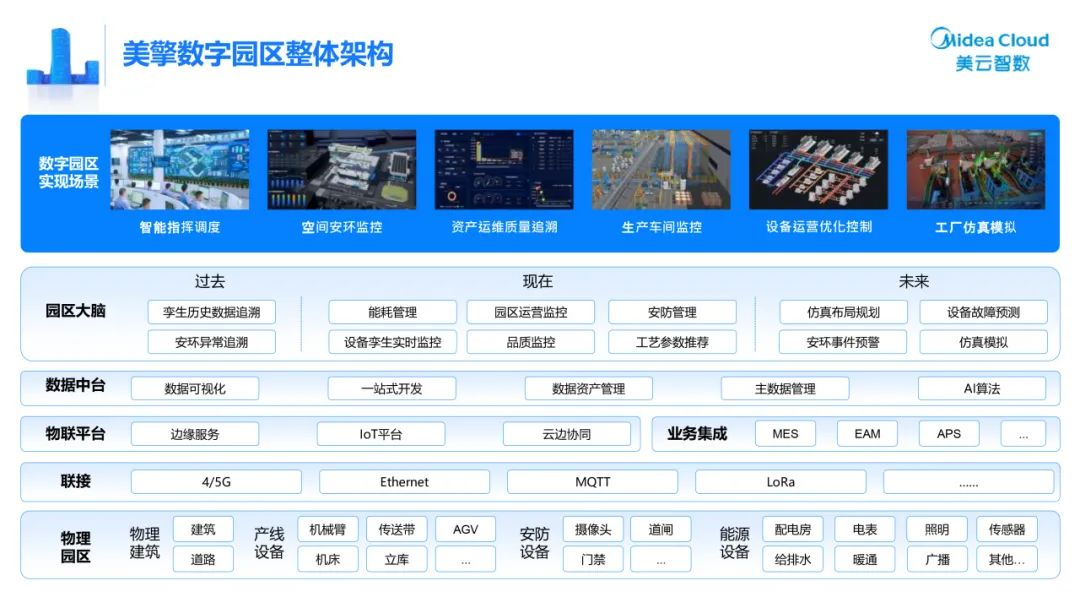 美擎数字园区整体架构
Midea Cloud
美云智数
数字园区
实现场景
智能指挥调度
空间安环监控
资产运维质量追溯
生产车间监控
设备运营优化控制
工厂仿真模拟
园区大脑
过去
现在
未来
孪生历史数据追溯
能耗管理
园区运营监控
安防管理
仿真布局规划
设备故障预测
安环异常追溯
设备孪生实时监控
品质监控
工艺参数推荐
安环事件预警
仿真模拟
数据中台
数据可视化
一站式开发
数据资产管理
主数据管理
AI算法
物联平台
边缘服务
IoT平台
云边协同
业务集成
MES
EAM
APS
...
联接
4/5G
Ethernet
MQTT
LoRa
......
物理
园区
物理
建筑
建筑
道路
产线
设备
机械臂
传送带
AGV
机床
立库
...
安防
设备
摄像头
道闸
门禁
...
能源
设备
配电房
电表
照明
传感器
给排水
暖通
广播
其他...